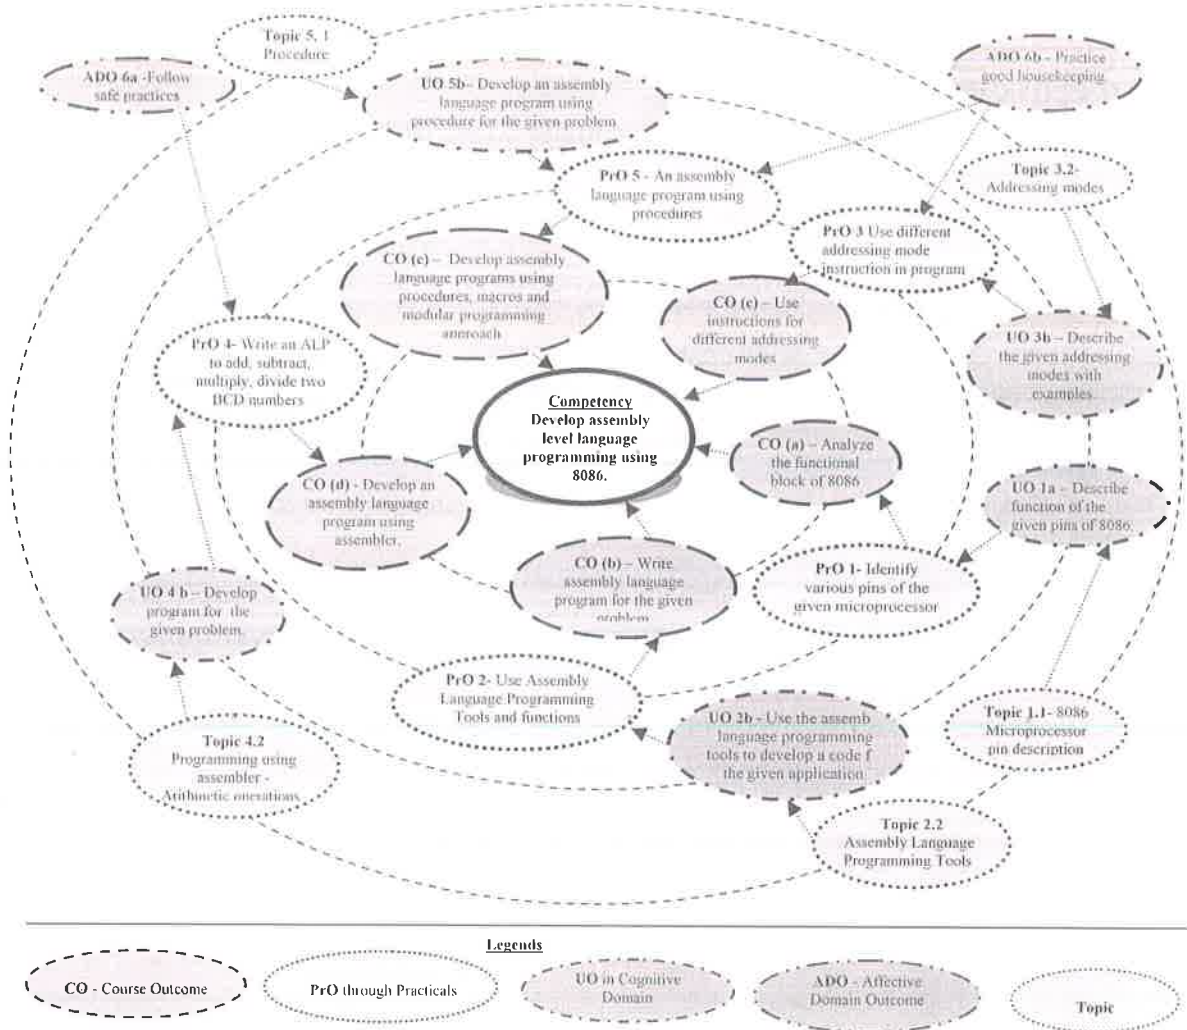 Topic 5. 1
Procedure
ADO 6a -Follow
safe practices
UO 5b– Develop an assembly
language program using
procedure for the given problem
ADO 6b - Practice
good housekeeping.
PrO 5 - An assembly
language program using
procedures
Topic 3.2-
Addressing modes
PrO 3 Use different
addressing mode
instruction in program
CO (e) – Develop assembly
language programs using
procedures, macros and
modular programming
approach
CO (c) – Use
instructions for
different addressing
modes
PrO 4- Write an ALP
to add, subtract,
multiply, divide two
BCD numbers
UO 3b – Describe
the given addressing
modes with
examples.
Competency
Develop assembly
level language
programming using
8086.
CO (a) – Analyze
the functional
block of 8086
CO (d) - Develop an
assembly language
program using
assembler.
UO 1a – Describe
function of the
given pins of 8086.
CO (b) – Write
assembly language
program for the given
problem
PrO 1- Identify
various pins of the
given microprocessor
UO 4 b – Develop
program for the
given problem.
PrO 2- Use Assembly
Language Programming
Tools and functions
UO 2b - Use the assemb
language programming
tools to develop a code f
the given application
Topic 1.1- 8086
Microprocessor
pin description
Topic 4.2
Programming using
assembler -
Arithmetic operations
Topic 2.2
Assembly Language
Programming Tools
Legends
CO - Course Outcome
PrO through Practicals
UO in Cognitive
Domain
ADO - Affective
Domain Outcome
Topic